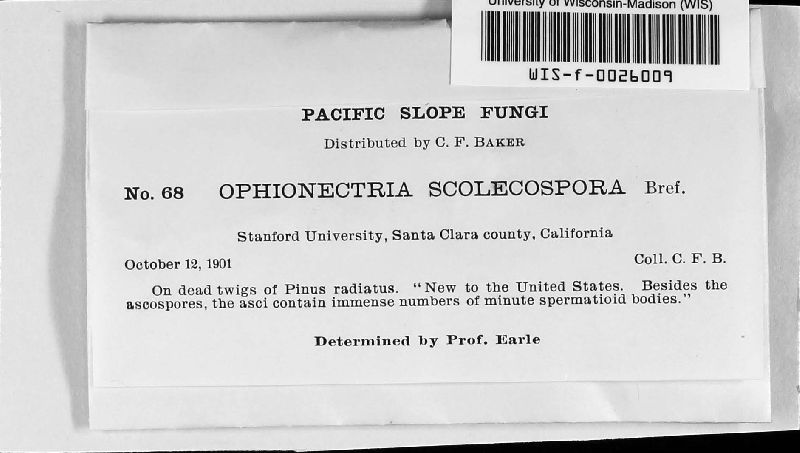 University of Wisconsin-Madison (WIS)
WIS-f-0026009
PACIFIC SLOPE FUNGI
Distributed by C. F. BAKER
No. 68 OPHIONECTRIA SCOLECOSPORA Bref.
Stanford University, Santa Clara county, California
October 12, 1901 Coll. C. F. B.
On dead twigs of Pinus radiatus. "New to the United States. Besides the
ascospores, the asci contain immense numbers of minute spermatioid bodies."
Determined by Prof. Earle